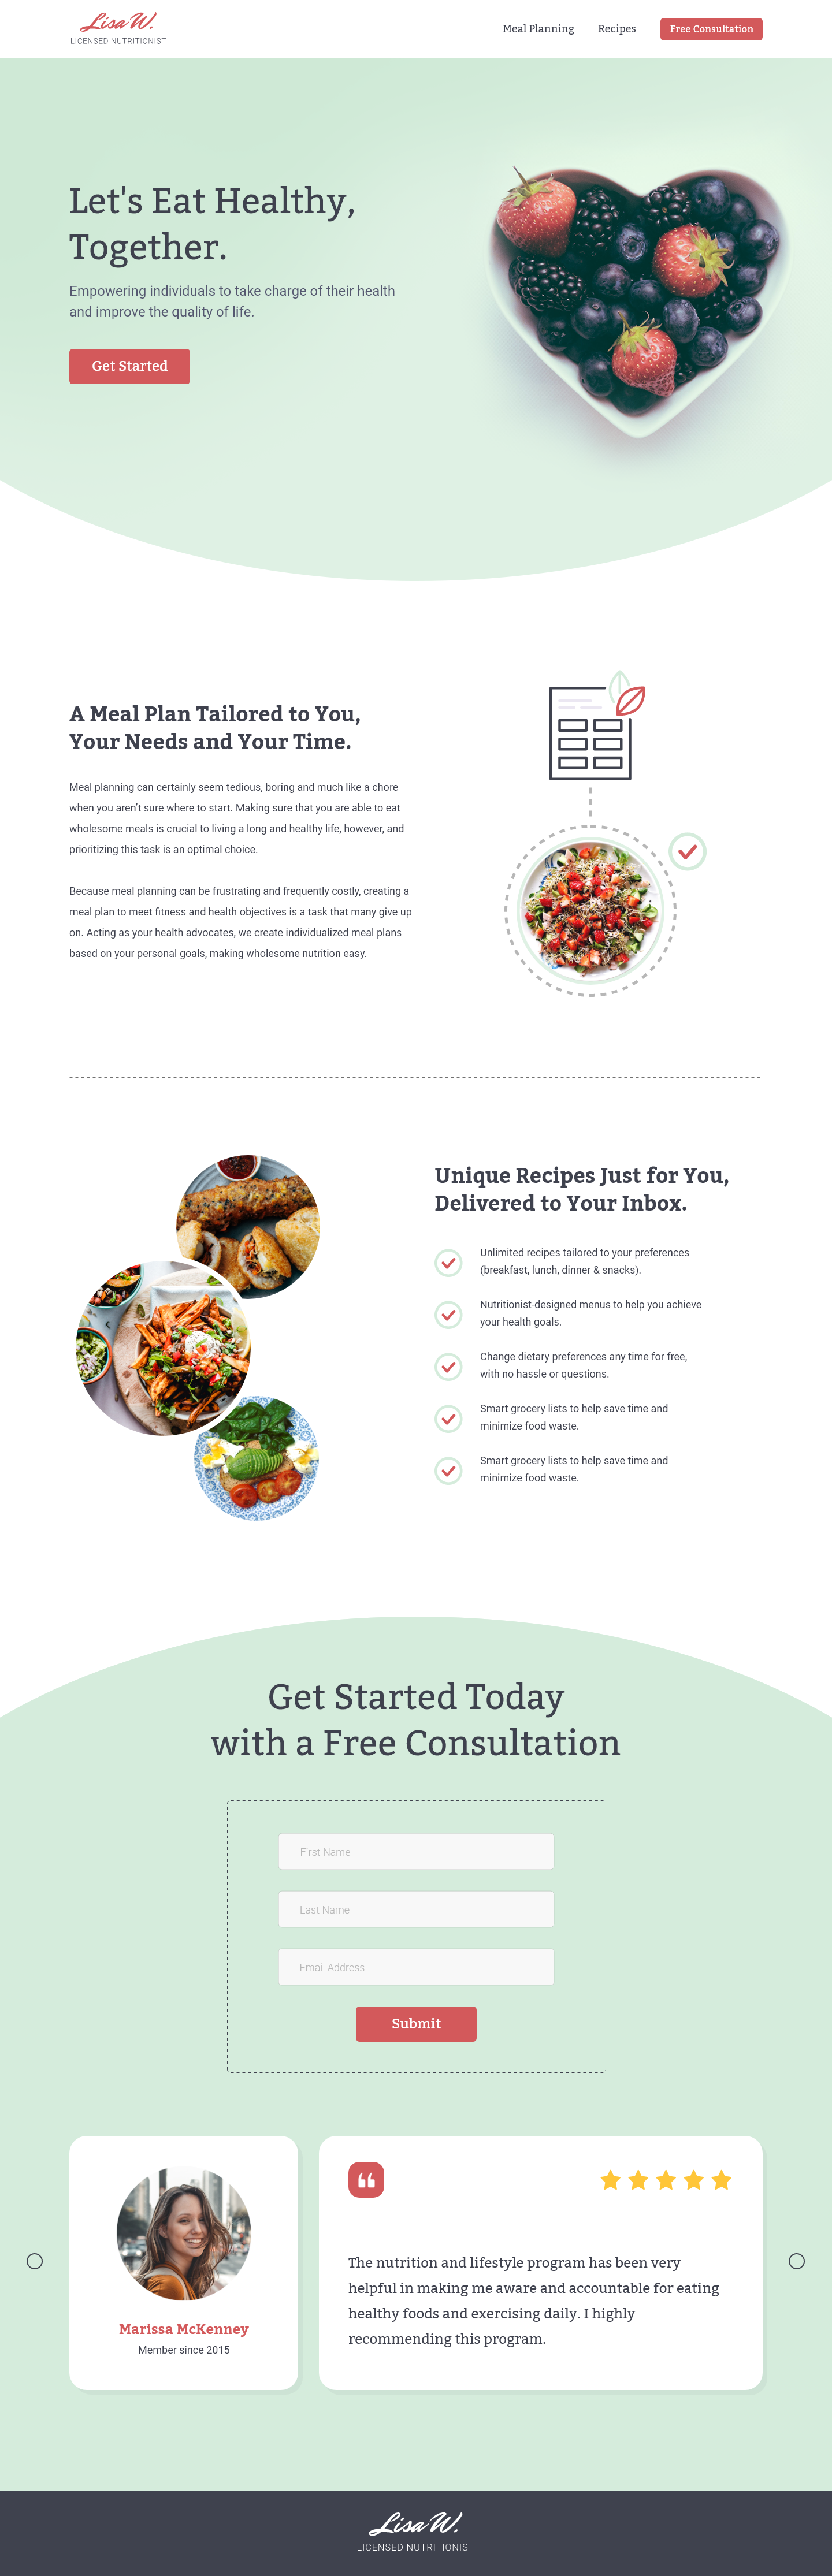 Lisa W.
LICENSED NUTRITIONIST
Meal Planning
Recipes
Free Consultation
Let's Eat Healthy,
Together.
Empowering individuals to take charge of their health
and improve the quality of life.
Get Started
A Meal Plan Tailored to You,
Your Needs and Your Time.
Meal planning can certainly seem tedious, boring and much like a chore
when you aren't sure where to start. Making sure that you are able to eat
wholesome meals is crucial to living a long and healthy life, however, and
prioritizing this task is an optimal choice.
Because meal planning can be frustrating and frequently costly, creating a
meal plan to meet fitness and health objectives is a task that many give up
on. Acting as your health advocates, we create individualized meal plans
based on your personal goals, making wholesome nutrition easy.
Unique Recipes Just for You,
Delivered to Your Inbox.
Unlimited recipes tailored to your preferences
(breakfast, lunch, dinner & snacks).
Nutritionist-designed menus to help you achieve
your health goals.
Change dietary preferences any time for free,
with no hassle or questions.
Smart grocery lists to help save time and
minimize food waste.
Smart grocery lists to help save time and
minimize food waste.
Get Started Today
with a Free Consultation
First Name
Last Name
Email Address
Submit
Marissa McKenney
Member since 2015
The nutrition and lifestyle program has been very
helpful in making me aware and accountable for eating
healthy foods and exercising daily. I highly
recommending this program.
Lisa W.
LICENSED NUTRITIONIST